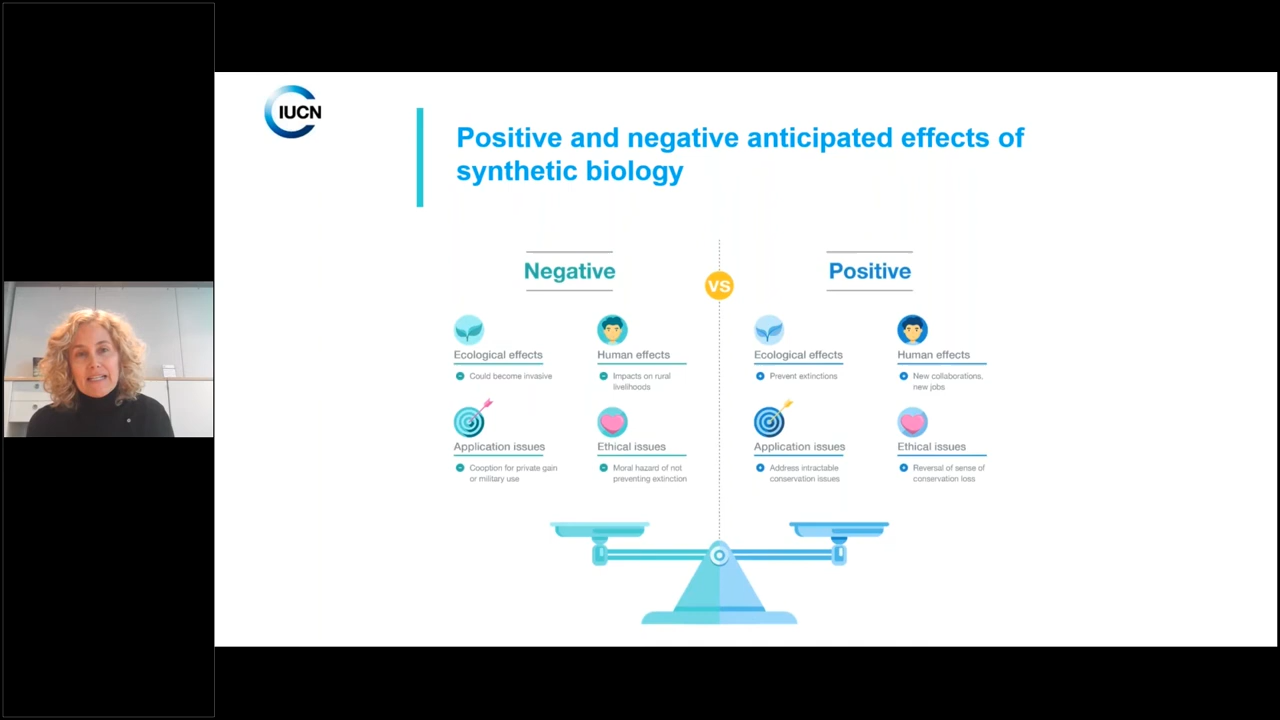 IUCN
Positive and negative anticipated effects of
synthetic biology
Negative
VS
Positive
Ecological effects
Could become invasive
Human effects
Impacts on rural
livelihoods
Application issues
Cooption for private gain
or military use
Ethical issues
Moral hazard of not
preventing extinction
Ecological effects
Prevent extinctions
Human effects
New collaborations,
new jobs
Application issues
Address intractable
conservation issues
Ethical issues
Reversal of sense of
conservation loss